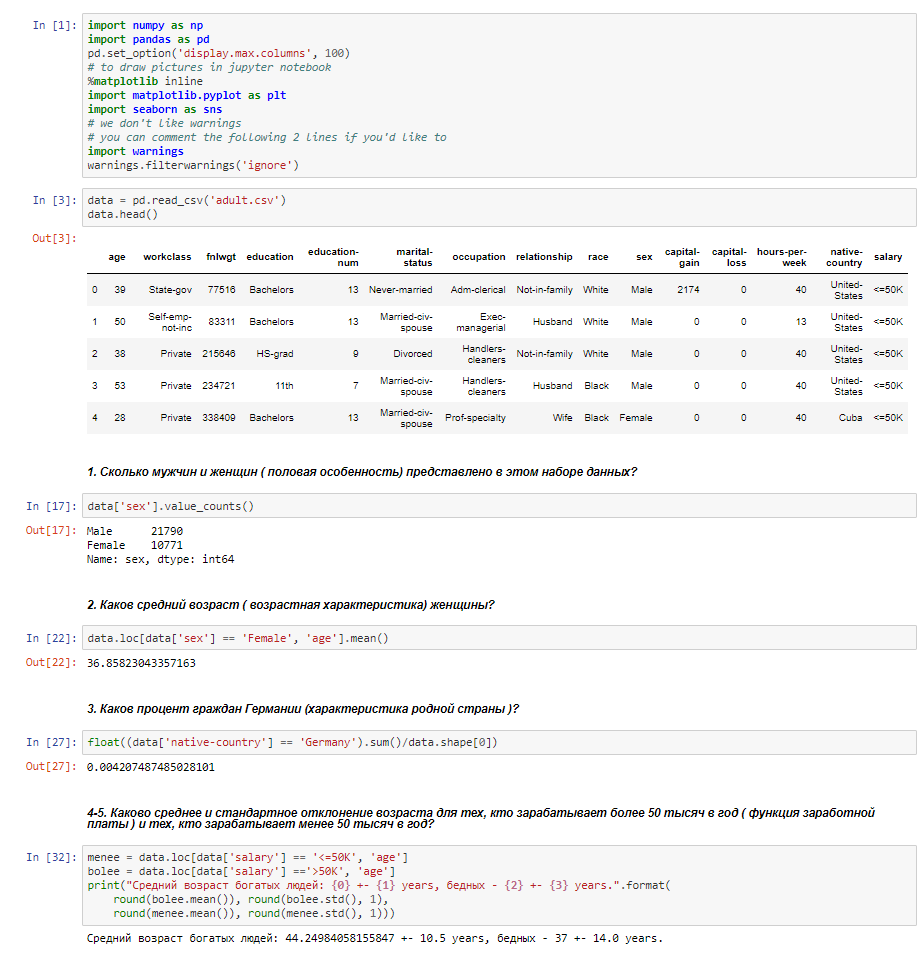 In [1]: import numpy as np
import pandas as pd
pd.set_option('display.max.columns', 100)
# to draw pictures in jupyter notebook
%matplotlib inline
import matplotlib.pyplot as plt
import seaborn as sns
# we don't like warnings
# you can comment the following 2 lines if you'd like to
import warnings
warnings.filterwarnings('ignore')
In [3]: data = pd.read_csv('adult.csv')
data.head()
Out[3]:
age workclass fnlwgt education education-num marital-status occupation relationship race sex capital-gain capital-loss hours-per-week native-country salary
0 39 State-gov 77516 Bachelors 13 Never-married Adm-clerical Not-in-family White Male 2174 0 40 United-States <=50K
1 50 Self-emp-not-inc 83311 Bachelors 13 Married-civ-spouse Exec-managerial Husband White Male 0 0 13 United-States <=50K
2 38 Private 215646 HS-grad 9 Divorced Handlers-cleaners Not-in-family White Male 0 0 40 United-States <=50K
3 53 Private 234721 11th 7 Married-civ-spouse Handlers-cleaners Husband Black Male 0 0 40 United-States <=50K
4 28 Private 338409 Bachelors 13 Married-civ-spouse Prof-specialty Wife Black Female 0 0 40 Cuba <=50K
1. Сколько мужчин и женщин ( половая особенность) представлено в этом наборе данных?
In [17]: data['sex'].value_counts()
Out[17]: Male 21790
Female 10771
Name: sex, dtype: int64
2. Каков средний возраст ( возрастная характеристика) женщины?
In [22]: data.loc[data['sex'] == 'Female', 'age'].mean()
Out[22]: 36.85823043357163
3. Каков процент граждан Германии (характеристика родной страны )?
In [27]: float((data['native-country'] == 'Germany').sum()/data.shape[0])
Out[27]: 0.004207487485028101
4-5. Каково среднее и стандартное отклонение возраста для тех, кто зарабатывает более 50 тысяч в год ( функция заработной
платы ) и тех, кто зарабатывает менее 50 тысяч в год?
In [32]: menee = data.loc[data['salary'] == '<=50K', 'age']
bolee = data.loc[data['salary'] =='>50K', 'age']
print("Средний возраст богатых людей: {0} +- {1} years, бедных - {2} +- {3} years.".format(
round(bolee.mean()), round(bolee.std(), 1),
round(menee.mean()), round(menee.std(), 1)))
Средний возраст богатых людей: 44.24984058155847 +- 10.5 years, бедных - 37 +- 14.0 years.